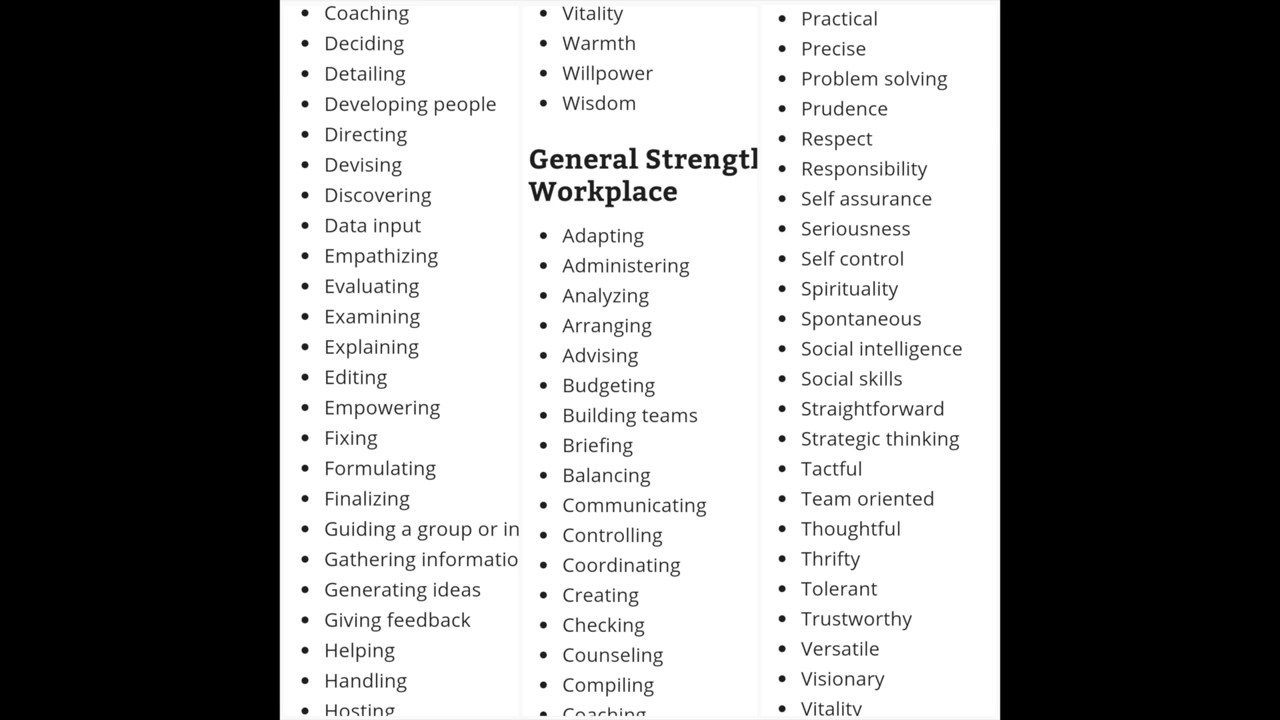 Coaching
Deciding
Detailing
Developing people
Directing
Devising
Discovering
Data input
Empathizing
Evaluating
Examining
Explaining
Editing
Empowering
Fixing
Formulating
Finalizing
Guiding a group or in
Gathering informatio
Generating ideas
Giving feedback
Helping
Handling
Hosting
Vitality
Warmth
Willpower
Wisdom
General Strengtl
Workplace
Adapting
Administering
Analyzing
Arranging
Advising
Budgeting
Building teams
Briefing
Balancing
Communicating
Controlling
Coordinating
Creating
Checking
Counseling
Compiling
Coaching
Practical
Precise
Problem solving
Prudence
Respect
Responsibility
Self assurance
Seriousness
Self control
Spirituality
Spontaneous
Social intelligence
Social skills
Straightforward
Strategic thinking
Tactful
Team oriented
Thoughtful
Thrifty
Tolerant
Trustworthy
Versatile
Visionary
Vitality